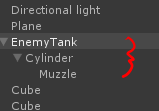 Directional light
Plane
EnemyTank
Cylinder
Muzzle
Cube
Cube